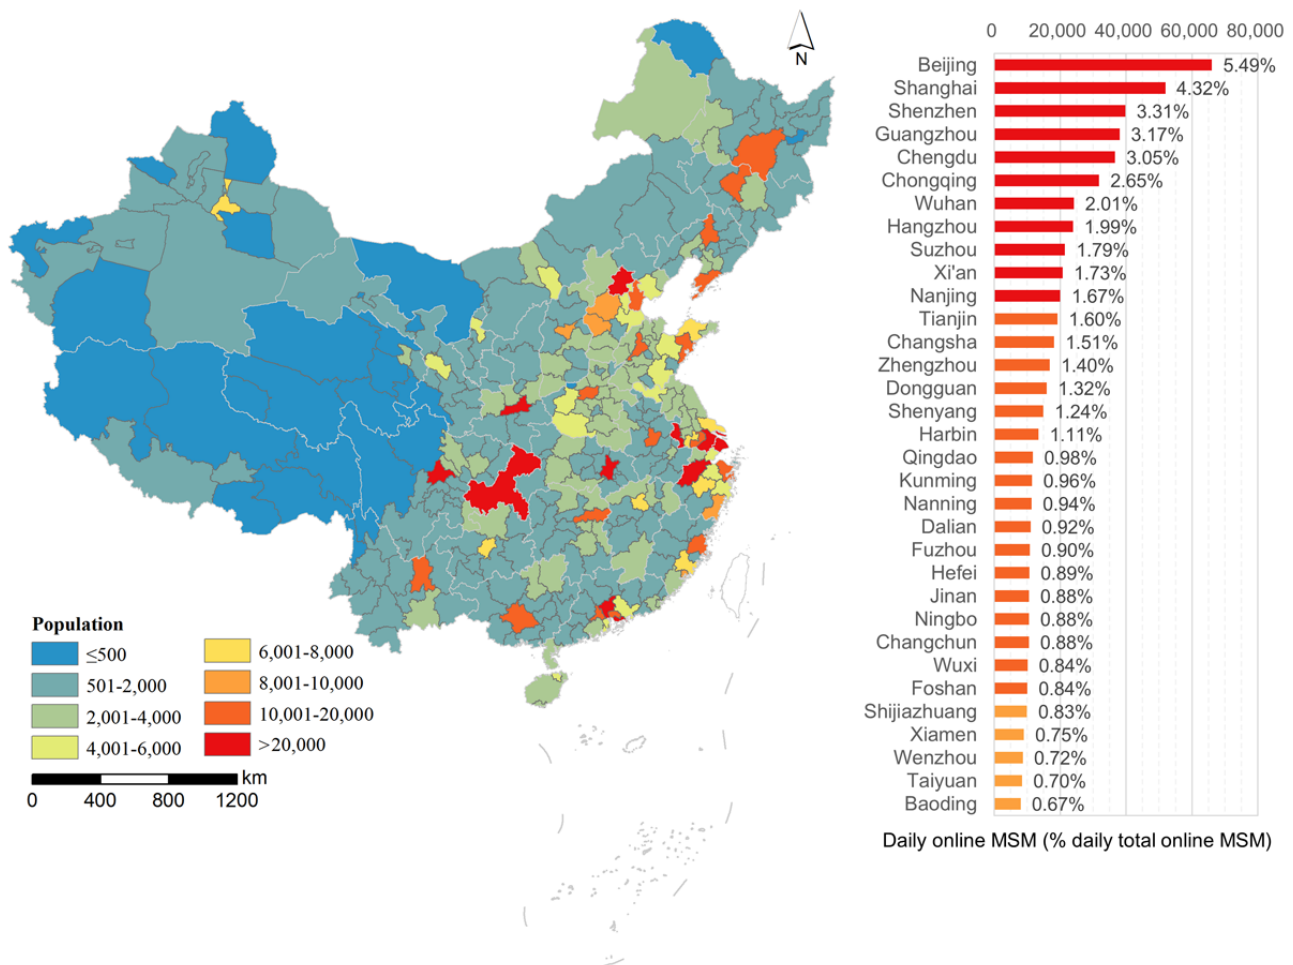 N
Population
≤500
501-2,000
2,001-4,000
4,001-6,000
6,001-8,000
8,001-10,000
10,001-20,000
>20,000
km
0 400 800 1200
0 20,000 40,000 60,000 80,000
Beijing 5.49%
Shanghai 4.32%
Shenzhen 3.31%
Guangzhou 3.17%
Chengdu 3.05%
Chongqing 2.65%
Wuhan 2.01%
Hangzhou 1.99%
Suzhou 1.79%
Xi'an 1.73%
Nanjing 1.67%
Tianjin 1.60%
Changsha 1.51%
Zhengzhou 1.40%
Dongguan 1.32%
Shenyang 1.24%
Harbin 1.11%
Qingdao 0.98%
Kunming 0.96%
Nanning 0.94%
Dalian 0.92%
Fuzhou 0.90%
Hefei 0.89%
Jinan 0.88%
Ningbo 0.88%
Changchun 0.88%
Wuxi 0.84%
Foshan 0.84%
Shijiazhuang 0.83%
Xiamen 0.75%
Wenzhou 0.72%
Taiyuan 0.70%
Baoding 0.67%
Daily online MSM (% daily total online MSM)